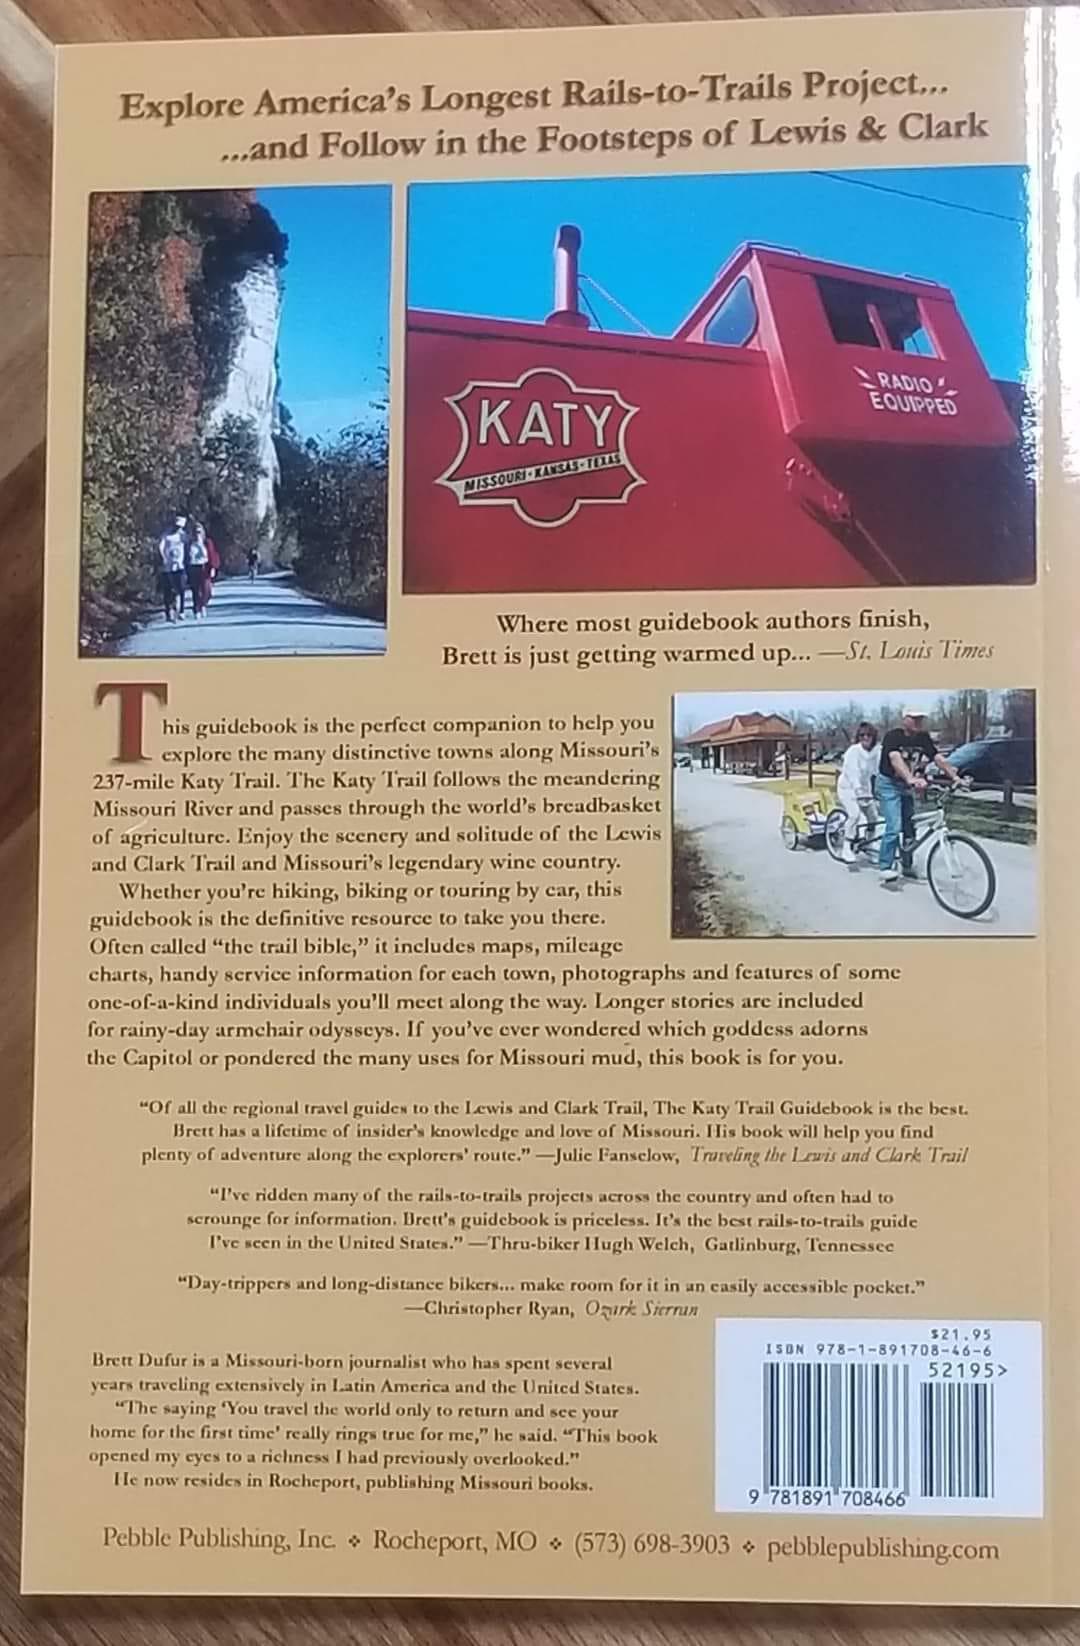 Explore America's Longest Rails-to-Trails Project...
...and Follow in the Footsteps of Lewis & Clark
KATY
MISSOURI-KANSAS-TEXAS
RADIO
EQUIPPED
Where most guidebook authors finish,
Brett is just getting warmed up... —St. Louis Times
This guidebook is the perfect companion to help you
explore the many distinctive towns along Missouri's
237-mile Katy Trail. The Katy Trail follows the meandering
Missouri River and passes through the world's breadbasket
of agriculture. Enjoy the scenery and solitude of the Lewis
and Clark Trail and Missouri's legendary wine country.
Whether you're hiking, biking or touring by car, this
guidebook is the definitive resource to take you there.
Often called "the trail bible," it includes maps, mileage
charts, handy service information for each town, photographs and features of some
one-of-a-kind individuals you'll meet along the way. Longer stories are included
for rainy-day armchair odysseys. If you've ever wondered which goddess adorns
the Capitol or pondered the many uses for Missouri mud, this book is for you.
"Of all the regional travel guides to the Lewis and Clark Trail, The Katy Trail Guidebook is the best.
Brett has a lifetime of insider's knowledge and love of Missouri. His book will help you find
plenty of adventure along the explorers' route." —Julie Fanselow, Traveling the Lewis and Clark Trail
"I've ridden many of the rails-to-trails projects across the country and often had to
scrounge for information. Brett's guidebook is priceless. It's the best rails-to-trails guide
I've seen in the United States." —Thru-biker Hugh Welch, Gatlinburg, Tennessee
"Day-trippers and long-distance bikers... make room for it in an easily accessible pocket."
—Christopher Ryan, Ozark Sierran
Brett Dufur is a Missouri-born journalist who has spent several
years traveling extensively in Latin America and the United States.
"The saying 'You travel the world only to return and see your
home for the first time' really rings true for me," he said. "This book
opened my eyes to a richness I had previously overlooked."
He now resides in Rocheport, publishing Missouri books.
$21.95
ISBN 978-1-891708-46-6
52195>
9 781891 708466
Pebble Publishing, Inc. ❖ Rocheport, MO ❖ (573) 698-3903 ❖ pebblepublishing.com